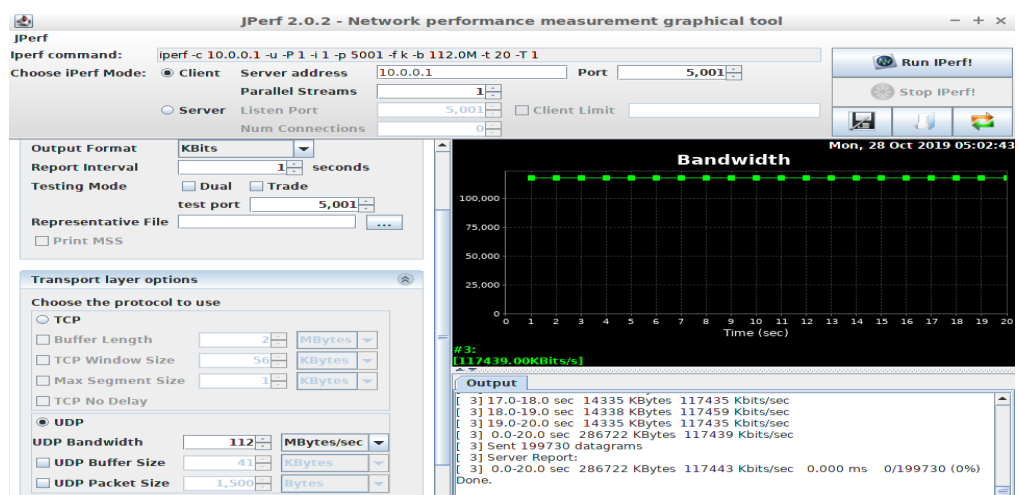 JPerf 2.0.2 - Network performance measurement graphical tool
JPerf
Iperf command: iperf -c 10.0.0.1 -u -P 1 -i 1 -p 5001 -f k -b 112.0M -t 20 -T 1
Choose iPerf Mode: Client Server address 10.0.0.1 Port 5,001
Parallel Streams 1
Server Listen Port 5,001 Client Limit
Num Connections 0
Run IPerf!
Stop IPerf!
Output Format KBits
Report Interval 1 seconds
Testing Mode Dual Trade
test port 5,001
Representative File ...
Print MSS
Transport layer options
Choose the protocol to use
TCP
Buffer Length 2 MBytes
TCP Window Size 56 KBytes
Max Segment Size 1 KBytes
TCP No Delay
UDP
UDP Bandwidth 112 MBytes/sec
UDP Buffer Size 41 KBytes
UDP Packet Size 1,500 Bytes
Mon, 28 Oct 2019 05:02:43
Bandwidth
100,000
75,000
50,000
25,000
0
0 1 2 3 4 5 6 7 8 9 10 11 12 13 14 15 16 17 18 19 20
Time (sec)
#3:
[117439.00KBits/s]
Output
[ 3] 17.0-18.0 sec 14335 KBytes 117435 Kbits/sec
[ 3] 18.0-19.0 sec 14338 KBytes 117459 Kbits/sec
[ 3] 19.0-20.0 sec 14335 KBytes 117435 Kbits/sec
[ 3] 0.0-20.0 sec 286722 KBytes 117439 Kbits/sec
[ 3] Sent 199730 datagrams
[ 3] Server Report:
[ 3] 0.0-20.0 sec 286722 KBytes 117443 Kbits/sec 0.000 ms 0/199730 (0%)
Done.